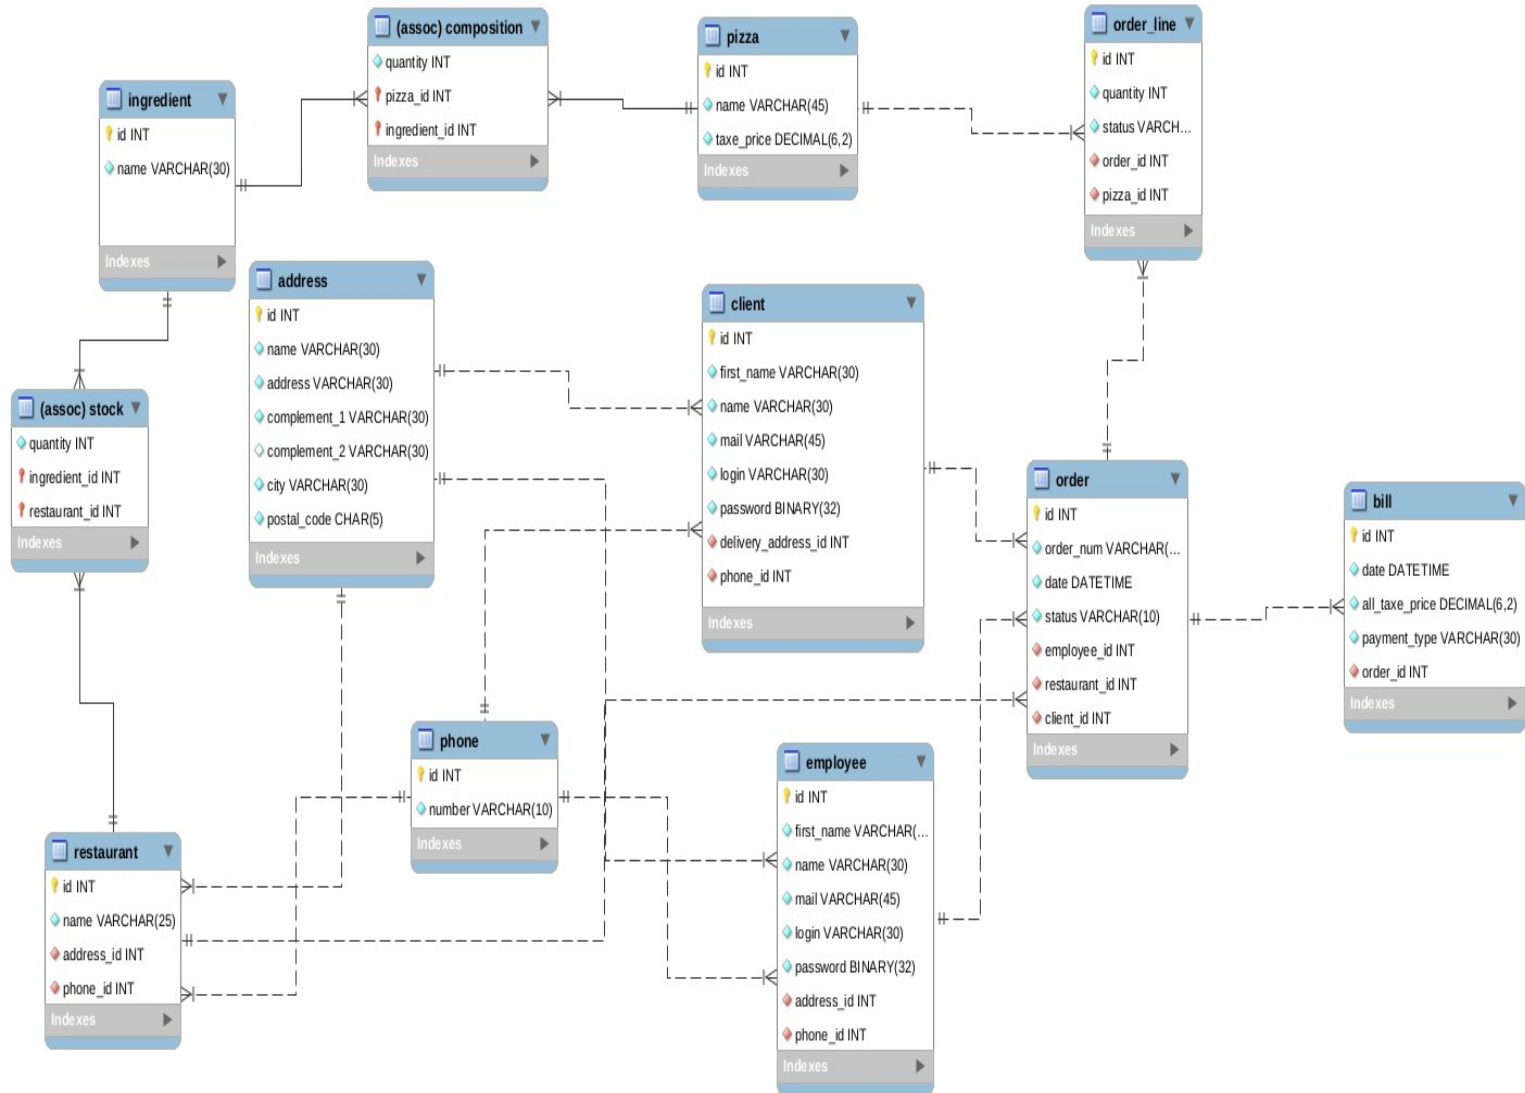 (assoc) composition
quantity INT
pizza_id INT
ingredient_id INT
Indexes
pizza
id INT
name VARCHAR(45)
taxe_price DECIMAL(6,2)
Indexes
order_line
id INT
quantity INT
status VARCH...
order_id INT
pizza_id INT
Indexes
ingredient
id INT
name VARCHAR(30)
Indexes
address
id INT
name VARCHAR(30)
address VARCHAR(30)
complement_1 VARCHAR(30)
complement_2 VARCHAR(30)
city VARCHAR(30)
postal_code CHAR(5)
Indexes
client
id INT
first_name VARCHAR(30)
name VARCHAR(30)
mail VARCHAR(45)
login VARCHAR(30)
password BINARY(32)
delivery_address_id INT
phone_id INT
Indexes
(assoc) stock
quantity INT
ingredient_id INT
restaurant_id INT
Indexes
order
id INT
order_num VARCHAR(...
date DATETIME
status VARCHAR(10)
employee_id INT
restaurant_id INT
client_id INT
Indexes
bill
id INT
date DATETIME
all_taxe_price DECIMAL(6,2)
payment_type VARCHAR(30)
order_id INT
Indexes
phone
id INT
number VARCHAR(10)
Indexes
employee
id INT
first_name VARCHAR(...
name VARCHAR(30)
mail VARCHAR(45)
login VARCHAR(30)
password BINARY(32)
address_id INT
phone_id INT
Indexes
restaurant
id INT
name VARCHAR(25)
address_id INT
phone_id INT
Indexes